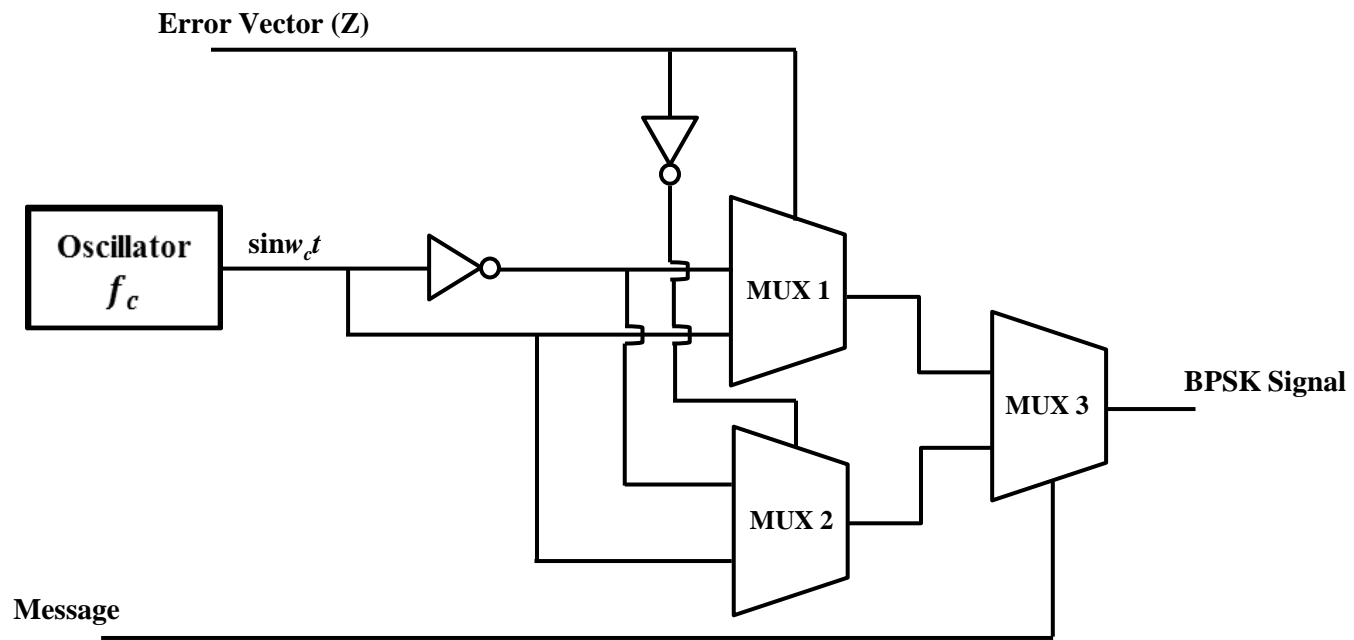 Error Vector (Z)
Oscillator
f_c
sinw_ct
MUX 1
MUX 2
MUX 3
BPSK Signal
Message